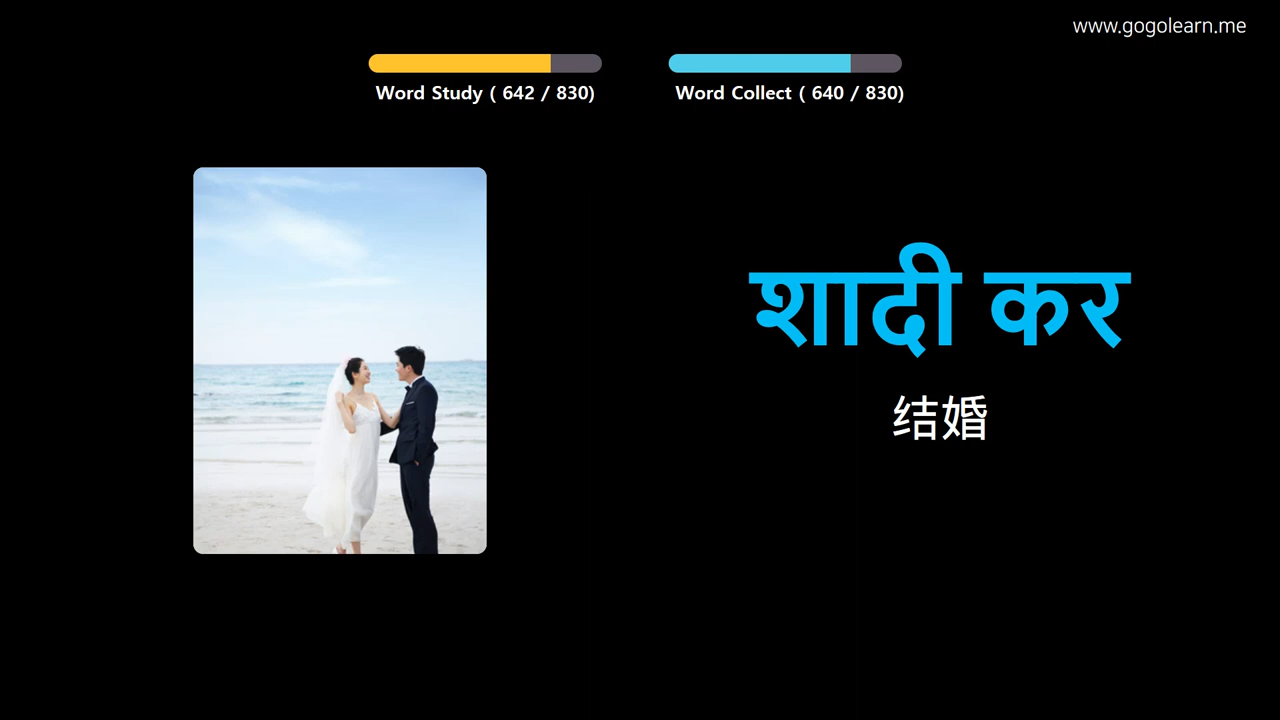 www.gogolearn.me
Word Study ( 642 / 830)
Word Collect ( 640 / 830)
शादी कर
结婚